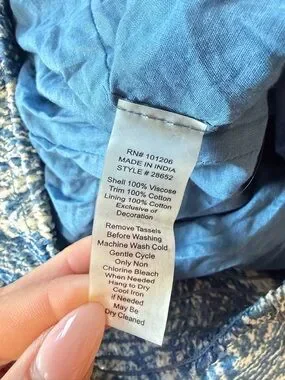 RN# 101206
MADE IN INDIA
STYLE # 28652
Shell 100% Viscose
Trim 100% Cotton
Lining 100% Cotton
Exclusive of
Decoration
Remove Tassels
Before Washing
Machine Wash Cold
Gentle Cycle
Only Non
Chlorine Bleach
When Needed
Hang to Dry
Cool Iron
if Needed
May Be
Dry Cleaned